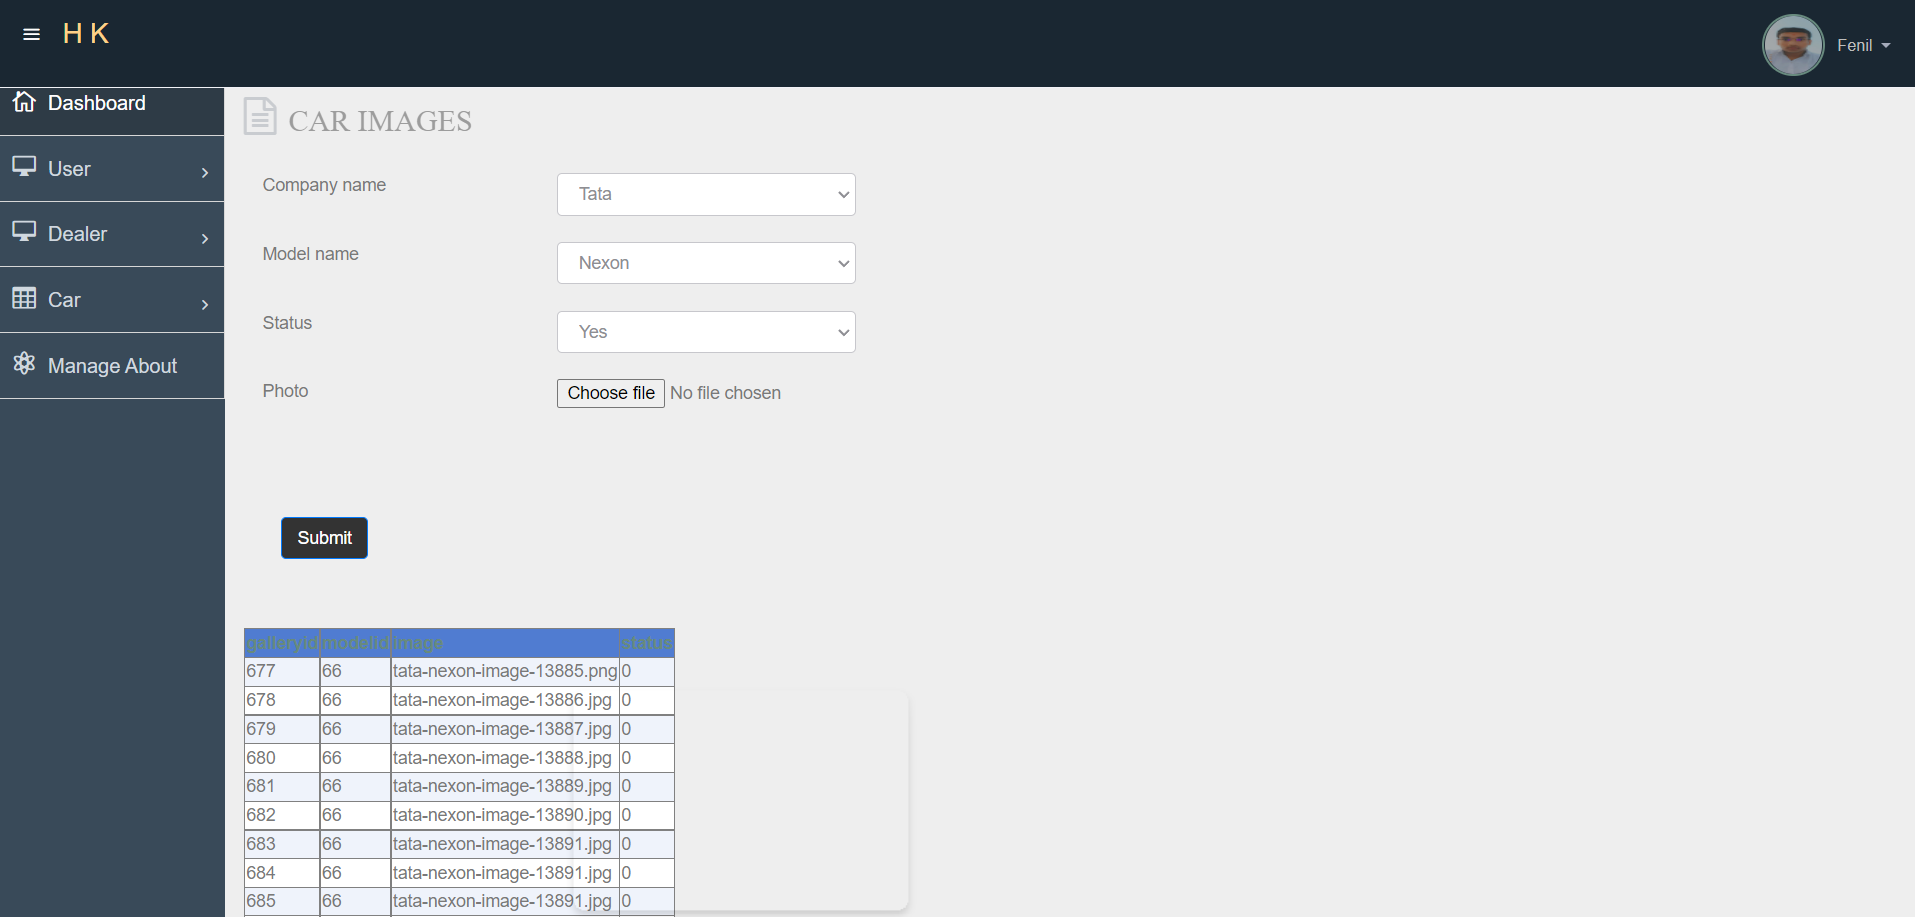 H K
Fenil
Dashboard
User
Dealer
Car
Manage About
CAR IMAGES
Company name Tata
Model name Nexon
Status Yes
Photo Choose file No file chosen
Submit
galleryId modelId image status
677 66 tata-nexon-image-13885.png 0
678 66 tata-nexon-image-13886.jpg 0
679 66 tata-nexon-image-13887.jpg 0
680 66 tata-nexon-image-13888.jpg 0
681 66 tata-nexon-image-13889.jpg 0
682 66 tata-nexon-image-13890.jpg 0
683 66 tata-nexon-image-13891.jpg 0
684 66 tata-nexon-image-13891.jpg 0
685 66 tata-nexon-image-13891.jpg 0